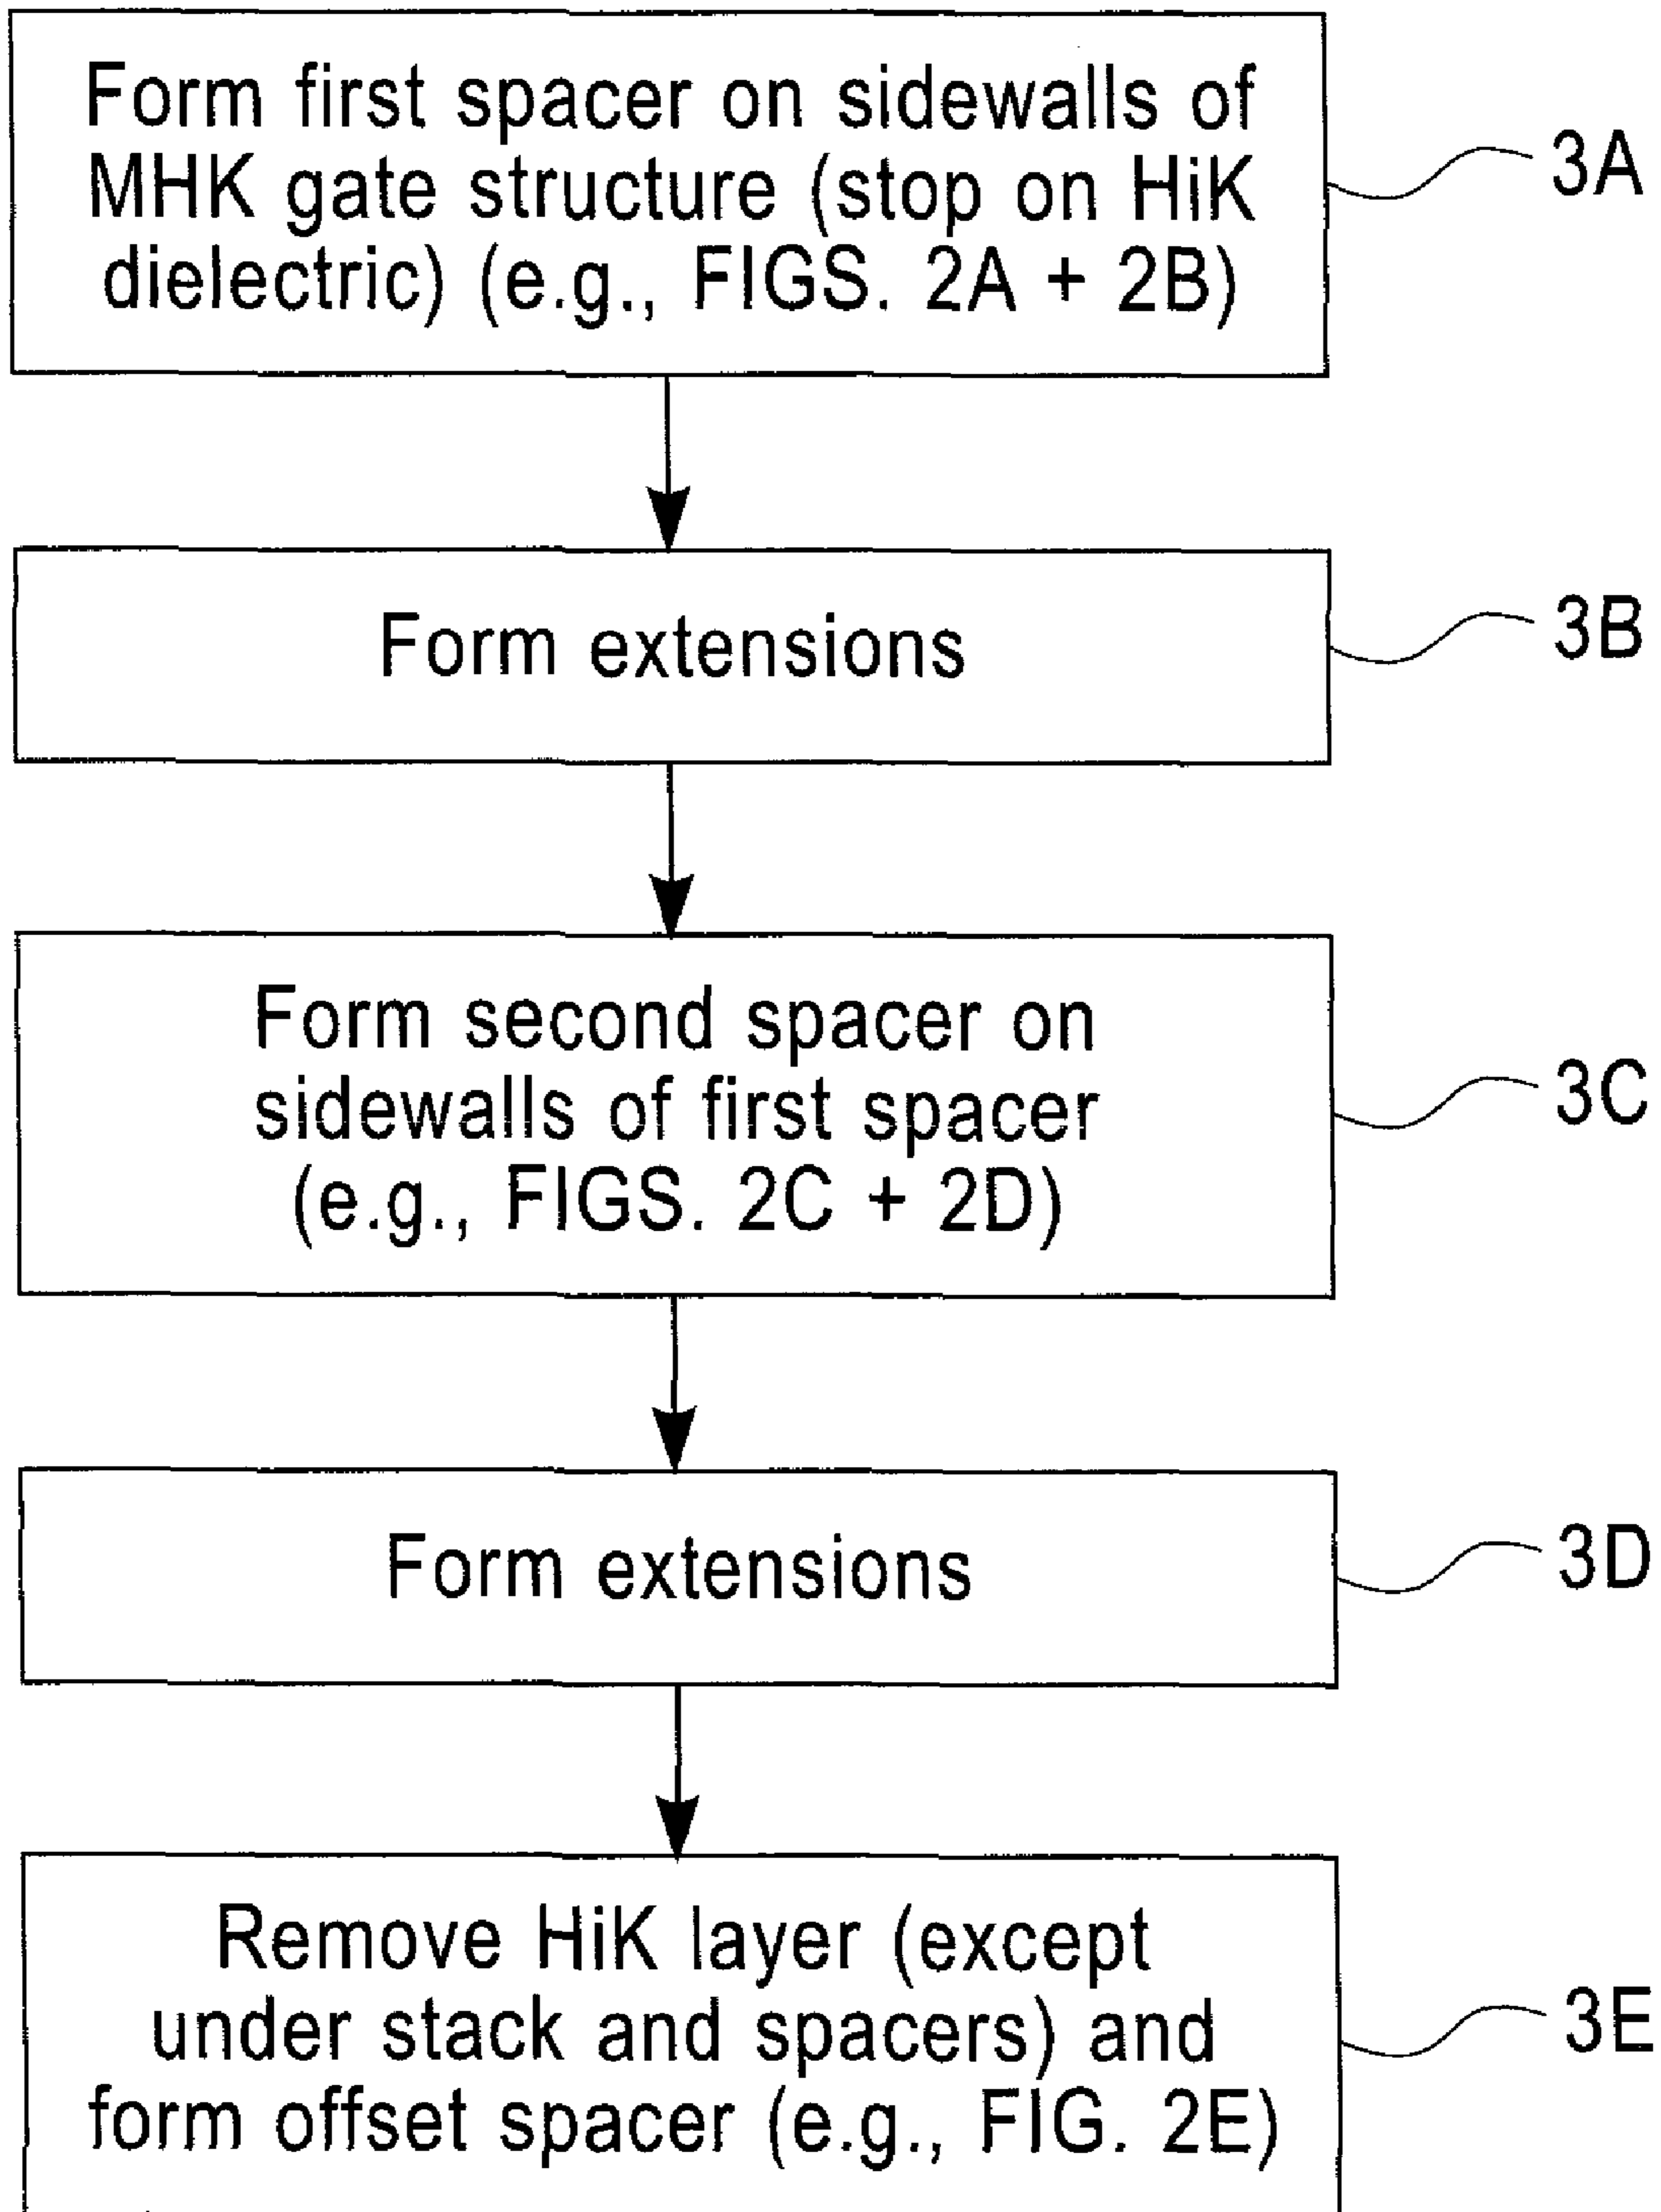 Form first spacer on sidewalls of
MHK gate structure (stop on HiK
dielectric) (e.g., FIGS. 2A + 2B)
3A
Form extensions
3B
Form second spacer on
sidewalls of first spacer
(e.g., FIGS. 2C + 2D)
3C
Form extensions
3D
Remove HiK layer (except
under stack and spacers) and
form offset spacer (e.g., FIG. 2E)
3E